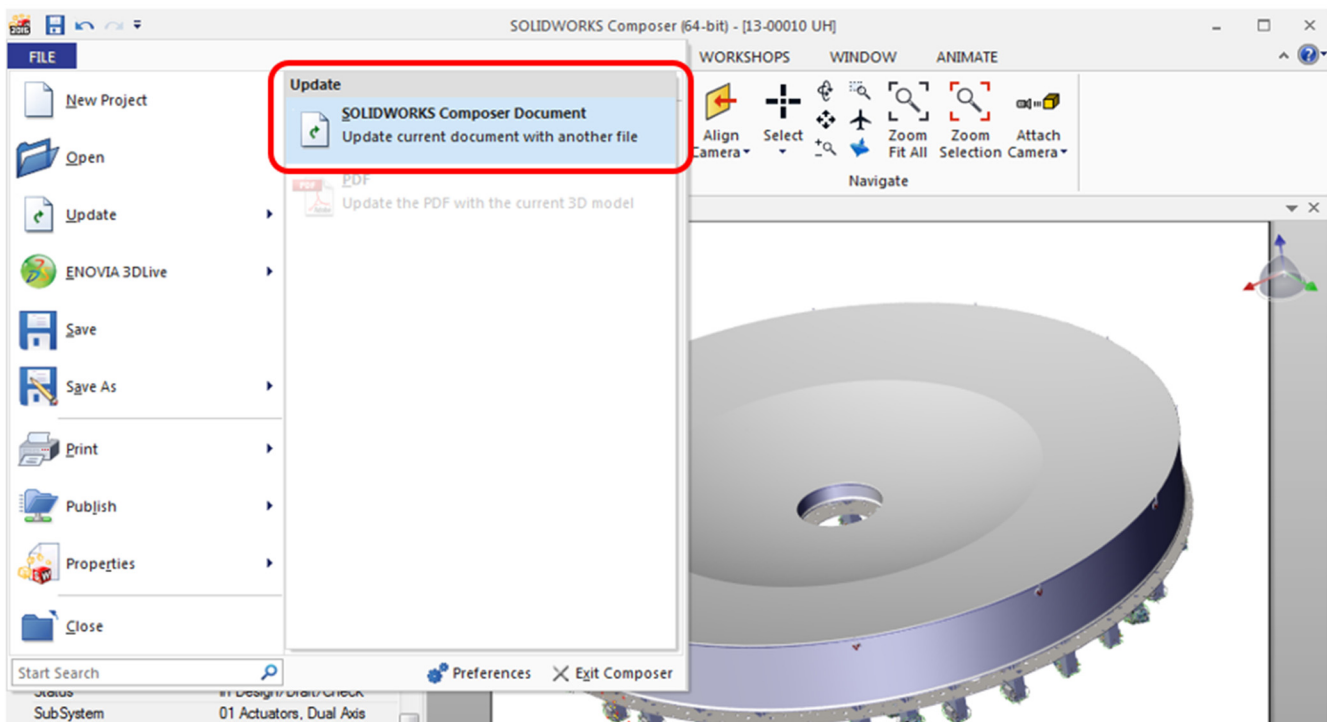 2015
SOLIDWORKS Composer (64-bit) - [13-00010 UH]
FILE
WORKSHOPS
WINDOW
ANIMATE
Update
SOLIDWORKS Composer Document
Update current document with another file
PDF
Update the PDF with the current 3D model
New Project
Open
Update
ENOVIA 3DLive
Save
Save As
Print
Publish
Properties
Close
Start Search
Preferences
Exit Composer
Align
Camera
Select
Zoom
Fit All
Zoom
Selection
Attach
Camera
Navigate
Status
In Design/Draft/Check
SubSystem
01 Actuators, Dual Axis